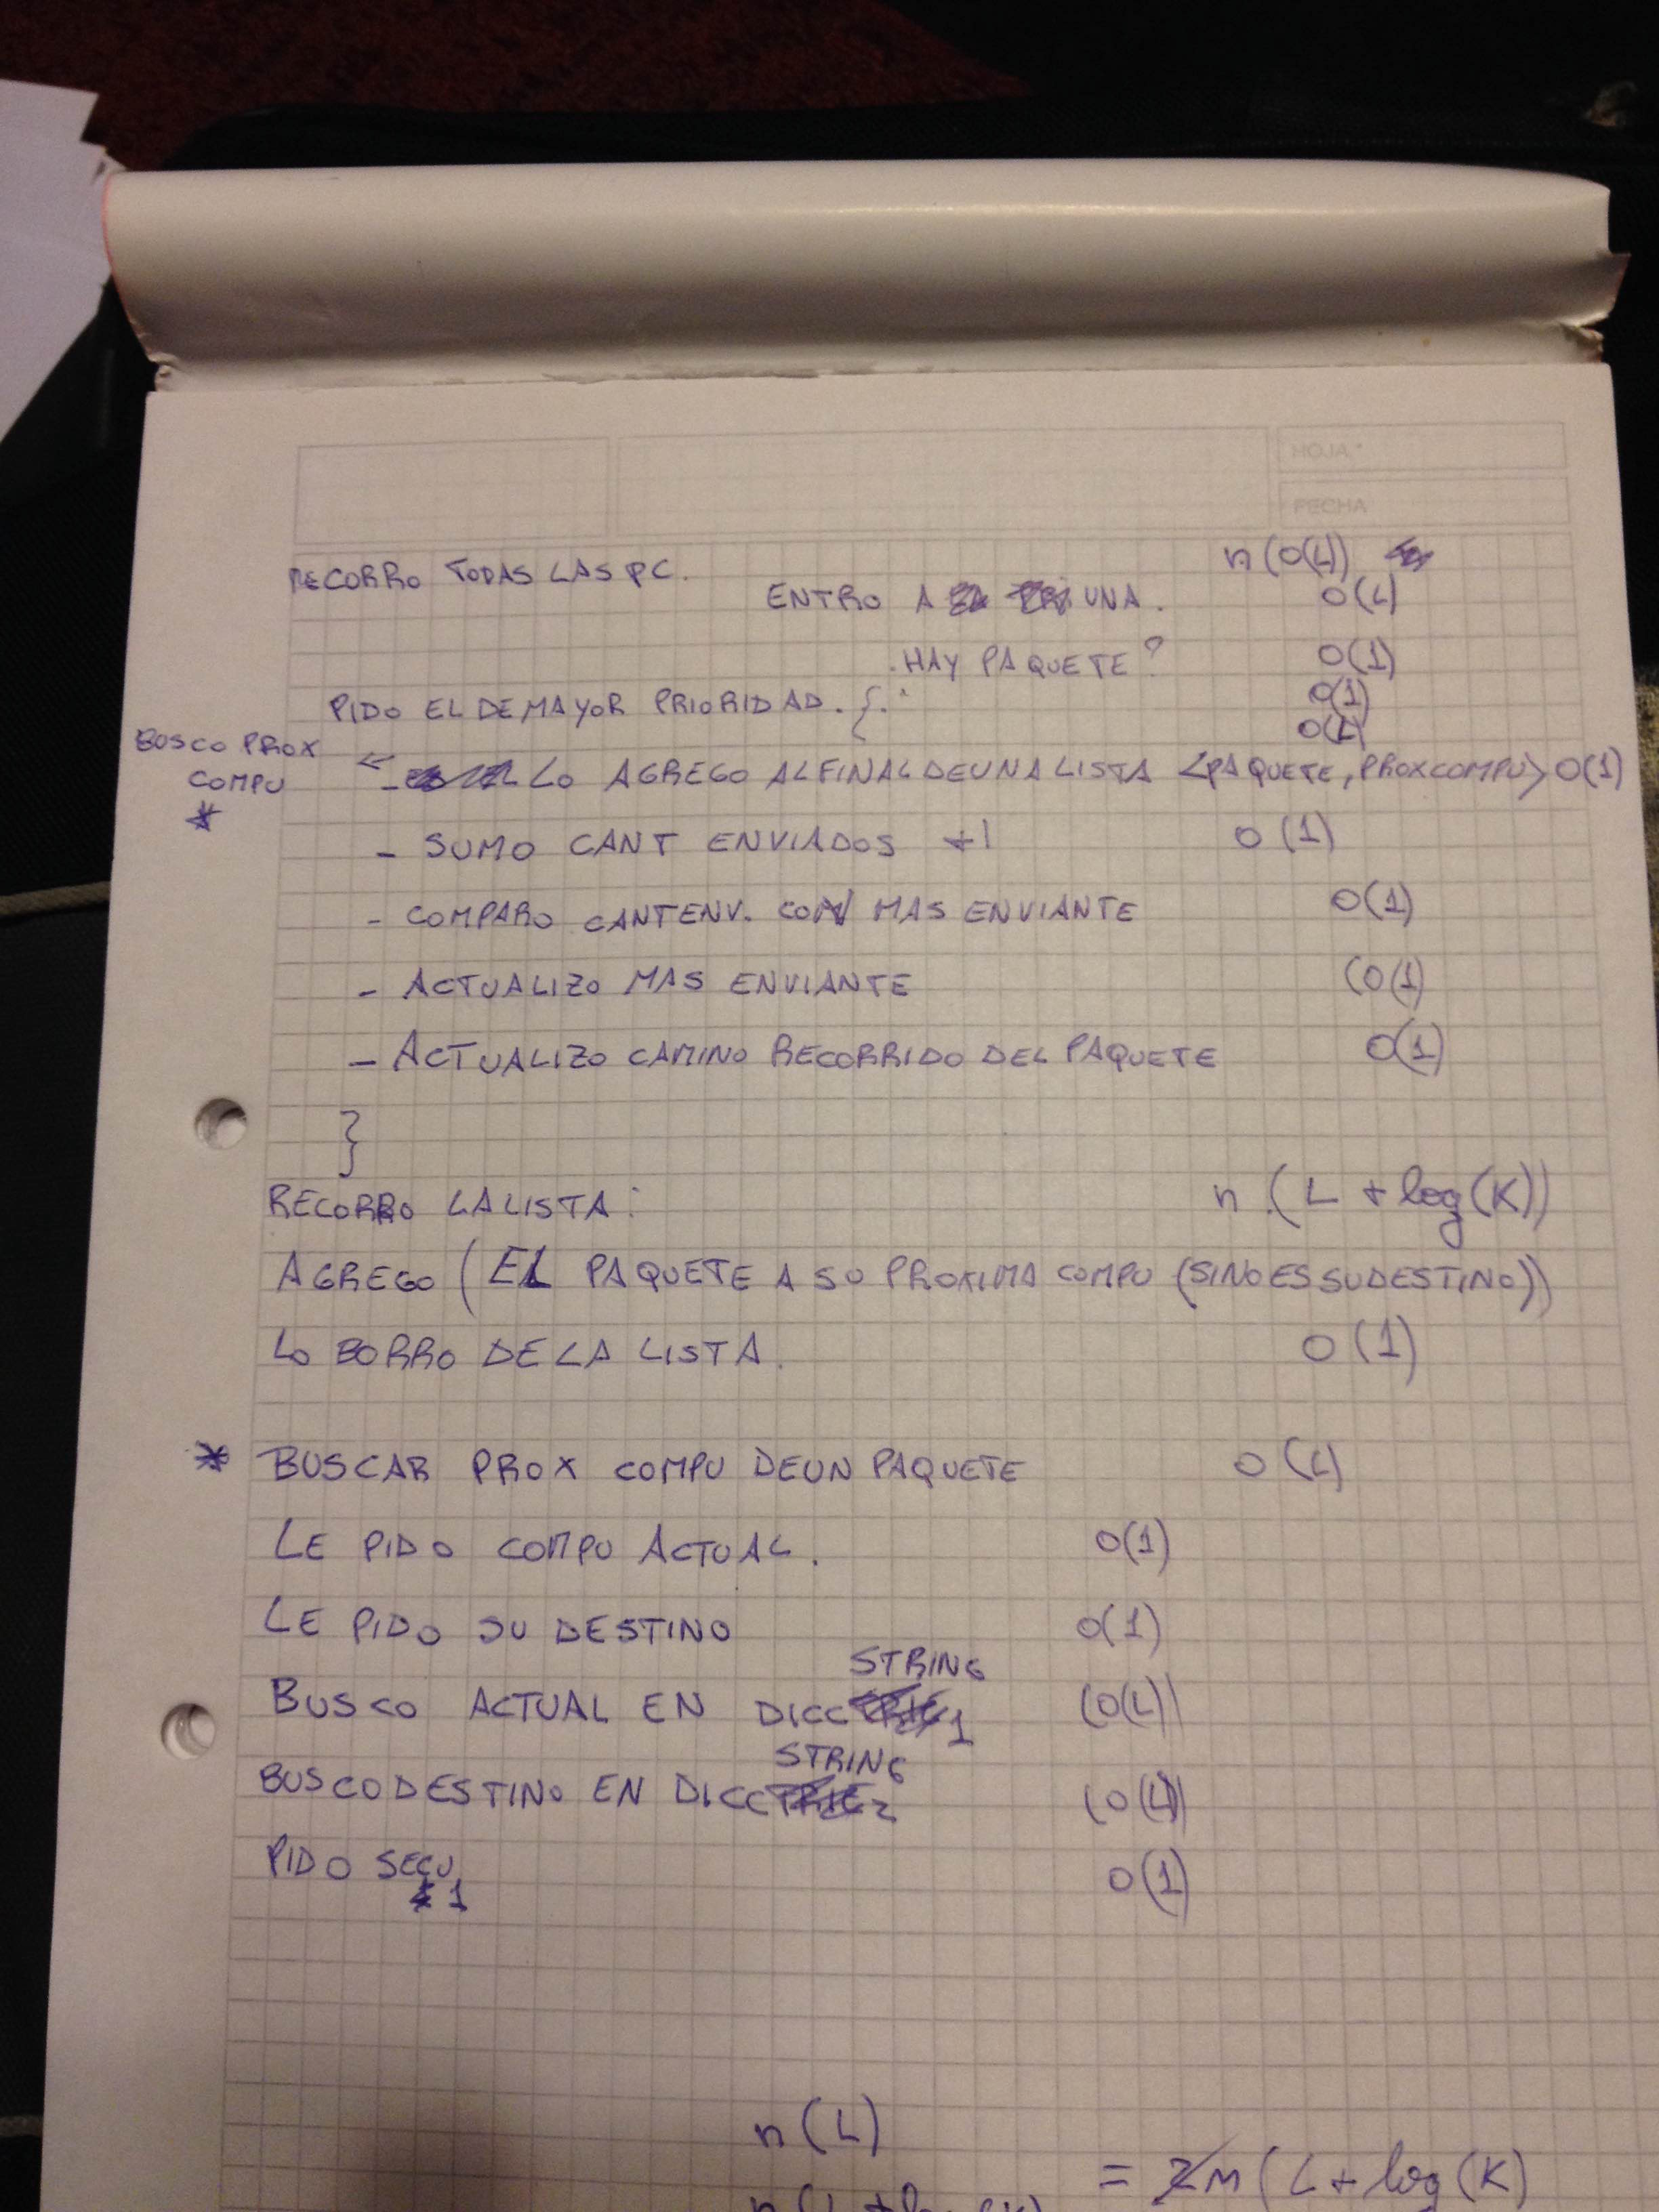 HOJA N°
FECHA
RECORRO TODAS LAS PC. n(O(L))
ENTRO A UNA. O(L)
. HAY PAQUETE? O(1)
PIDO EL DE MAYOR PRIORIDAD. { O(1)
O(L)
BUSCO PROX COMPU * ←
- LO AGREGO AL FINAL DE UNA LISTA <PAQUETE, PROXCOMPU> O(1)
- SUMO CANT ENVIADOS +1 O(1)
- COMPARO CANTENV. CON MAS ENVIANTE O(1)
- ACTUALIZO MAS ENVIANTE (O(1)
- ACTUALIZO CAMINO RECORRIDO DEL PAQUETE O(1)
}
RECORRO LA LISTA: n.(L + log(K))
AGREGO (EL PAQUETE A SU PROXIMA COMPU (SI NO ES SU DESTINO))
LO BORRO DE LA LISTA. O(1)
* BUSCAR PROX COMPU DE UN PAQUETE O(L)
LE PIDO COMPU ACTUAL. O(1)
LE PIDO SU DESTINO O(1)
BUSCO ACTUAL EN DICC STRING 1 (O(L))
BUSCO DESTINO EN DICC STRING 2 (O(L))
PIDO SECU 1 O(1)
n(L)
n(L + log(K)) = 2n(L + log(K)